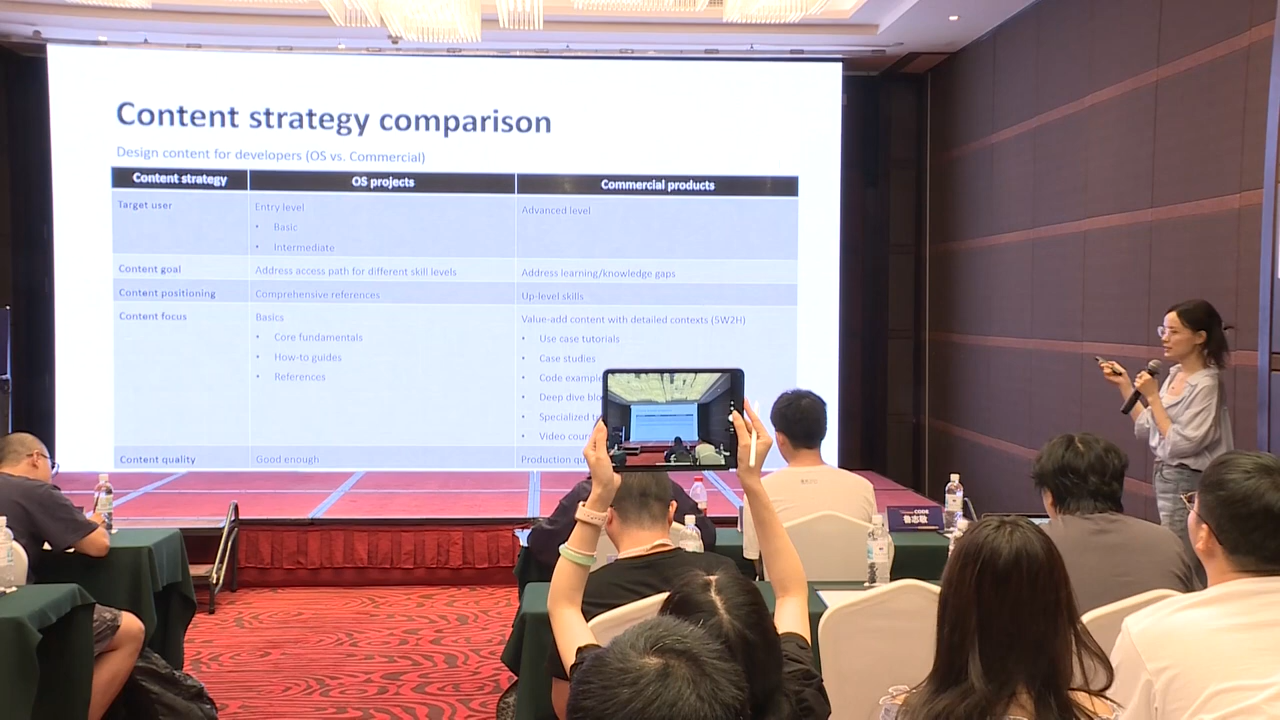 Content strategy comparison
Design content for developers (OS vs. Commercial)
Content strategy OS projects Commercial products
Target user Entry level Advanced level
• Basic
• Intermediate
Content goal Address access path for different skill levels Address learning/knowledge gaps
Content positioning Comprehensive references Up-level skills
Content focus Basics Value-add content with detailed contexts (5W2H)
• Core fundamentals • Use case tutorials
• How-to guides • Case studies
• References • Code example
• Deep dive blo
• Specialized
• Video cour
Content quality Good enough Production qu
CODE
鲁志敏